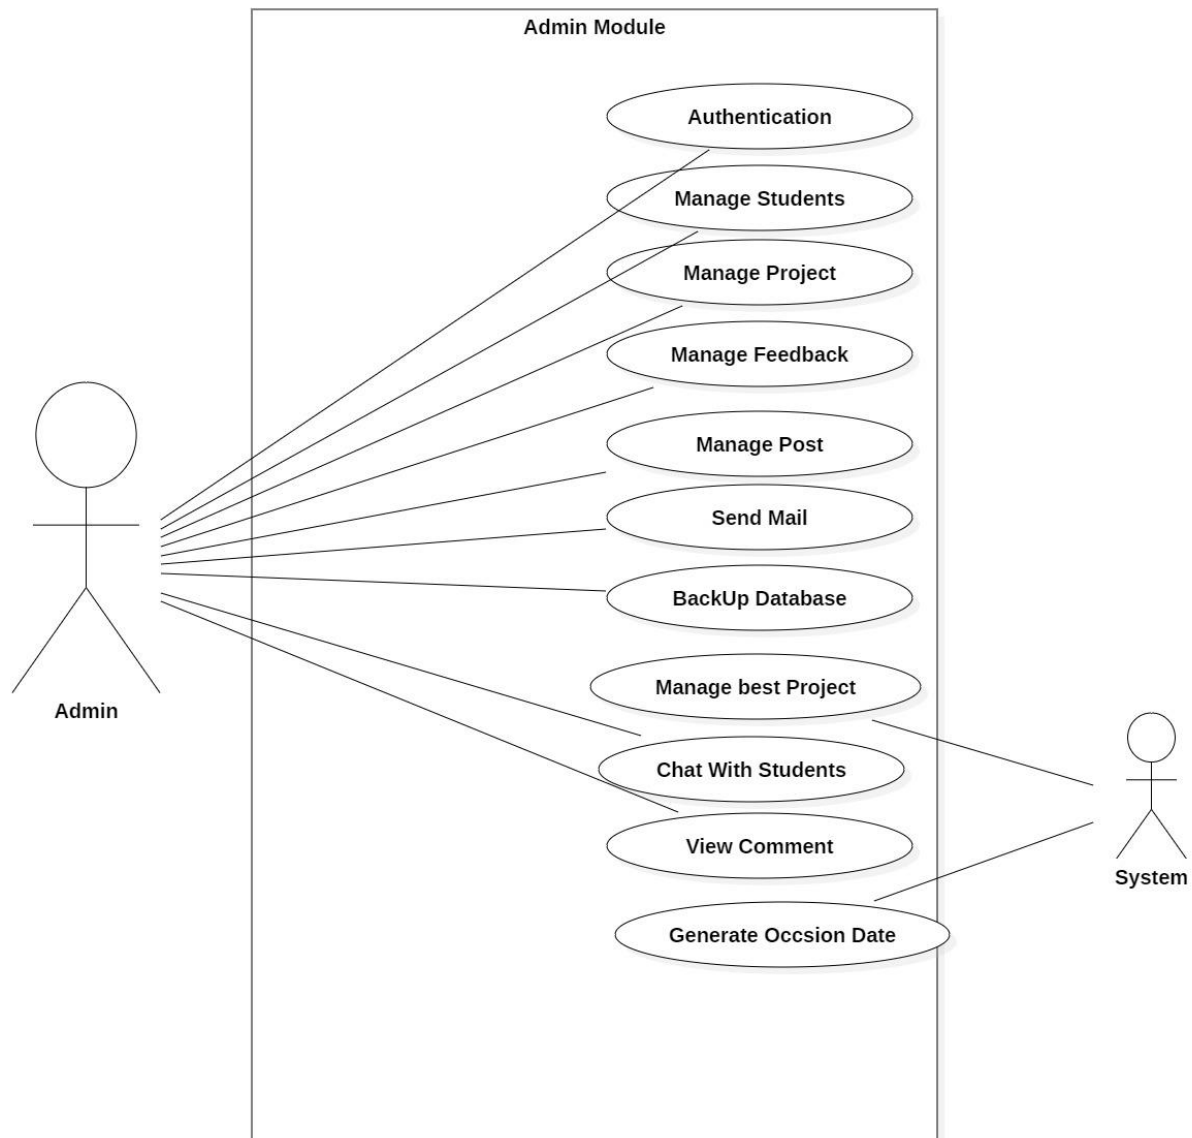 Admin Module
Authentication
Manage Students
Manage Project
Manage Feedback
Manage Post
Send Mail
BackUp Database
Manage best Project
Admin
Chat With Students
View Comment
System
Generate Occsion Date